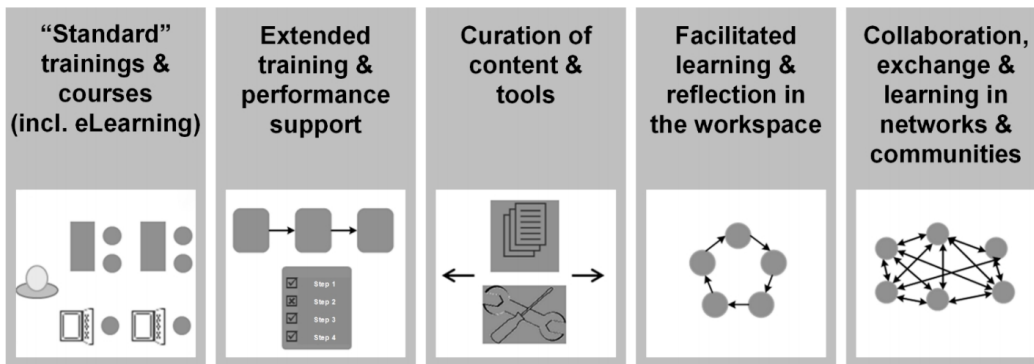 “Standard”
trainings &
courses
(incl. eLearning)
Extended
training &
performance
support
Curation of
content &
tools
Facilitated
learning &
reflection in
the workspace
Collaboration,
exchange &
learning in
networks &
communities
Step 1
Step 2
Step 3
Step 4